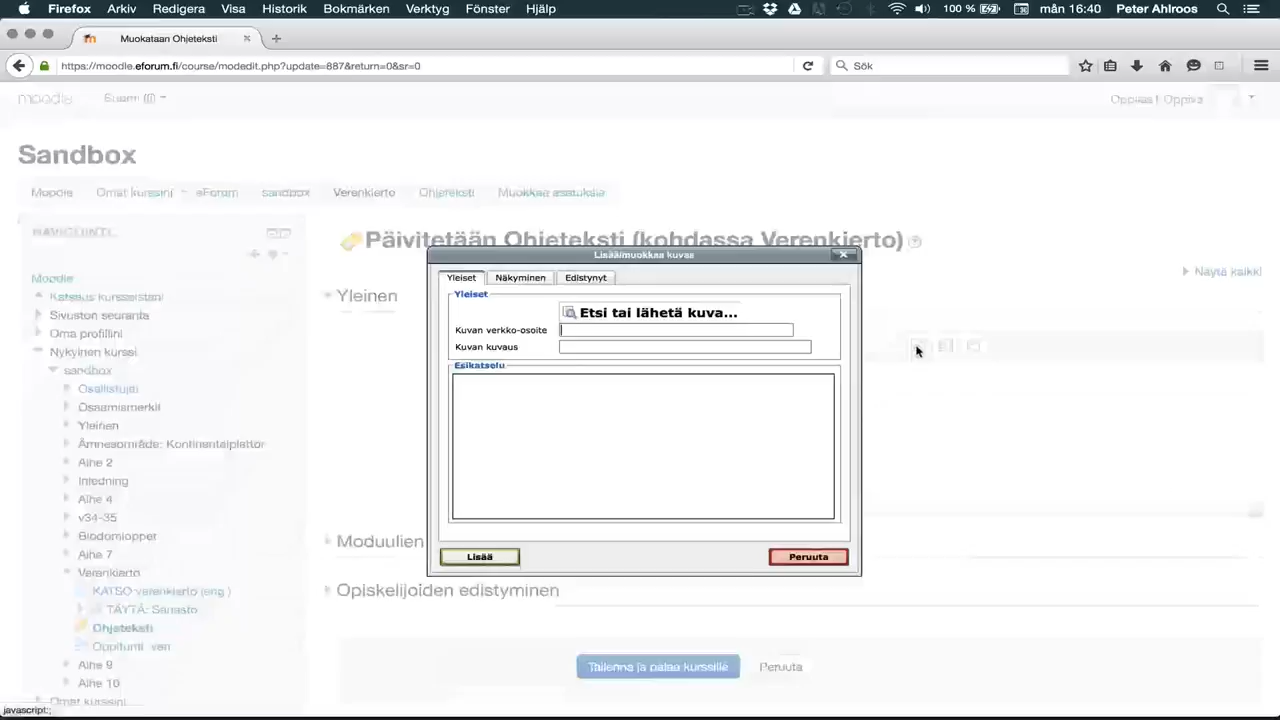 Firefox Arkiv Redigera Visa Historik Bokmärken Verktyg Fönster Hjälp 100 % mån 16:40 Peter Ahlroos
Muokataan Ohjeteksti
https://moodle.eforum.fi/course/modedit.php?update=887&return=0&sr=0 Sök
moodle Suomi (fi)
Sandbox
Moodle Omat kurssini eForum sandbox Verenkierto Ohjeteksti Muokkaa asetuksia
Päivitetään Ohjeteksti (kohdassa Verenkierto)
Lisää/muokkaa kuvaa
Näytä kaikki
Moodle
Yleiset Näkyminen Edistynyt
Yleinen
Yleiset
Etsi tai lähetä kuva...
Sivuston seuranta
Kuvan verkko-osoite
Oma profiilini
Kuvan kuvaus
Nykyinen kurssi
Esikatselu
sandbox
Osallistujat
Osaamismerkit
Yleinen
Ämnesområde: Kontinentalplattor
Aihe 2
Inledning
Aihe 4
v34-35
Biodomloppet
Moduulien
Aihe 7
Lisää Peruuta
Verenkierto
KATSO verenkierto (eng.)
Opiskelijoiden edistyminen
TÄYTÄ: Sanasto
Ohjeteksti
Aihe 9
Tallenna ja palaa kurssille Peruuta
Aihe 10
Omat kurssini
javascript:;